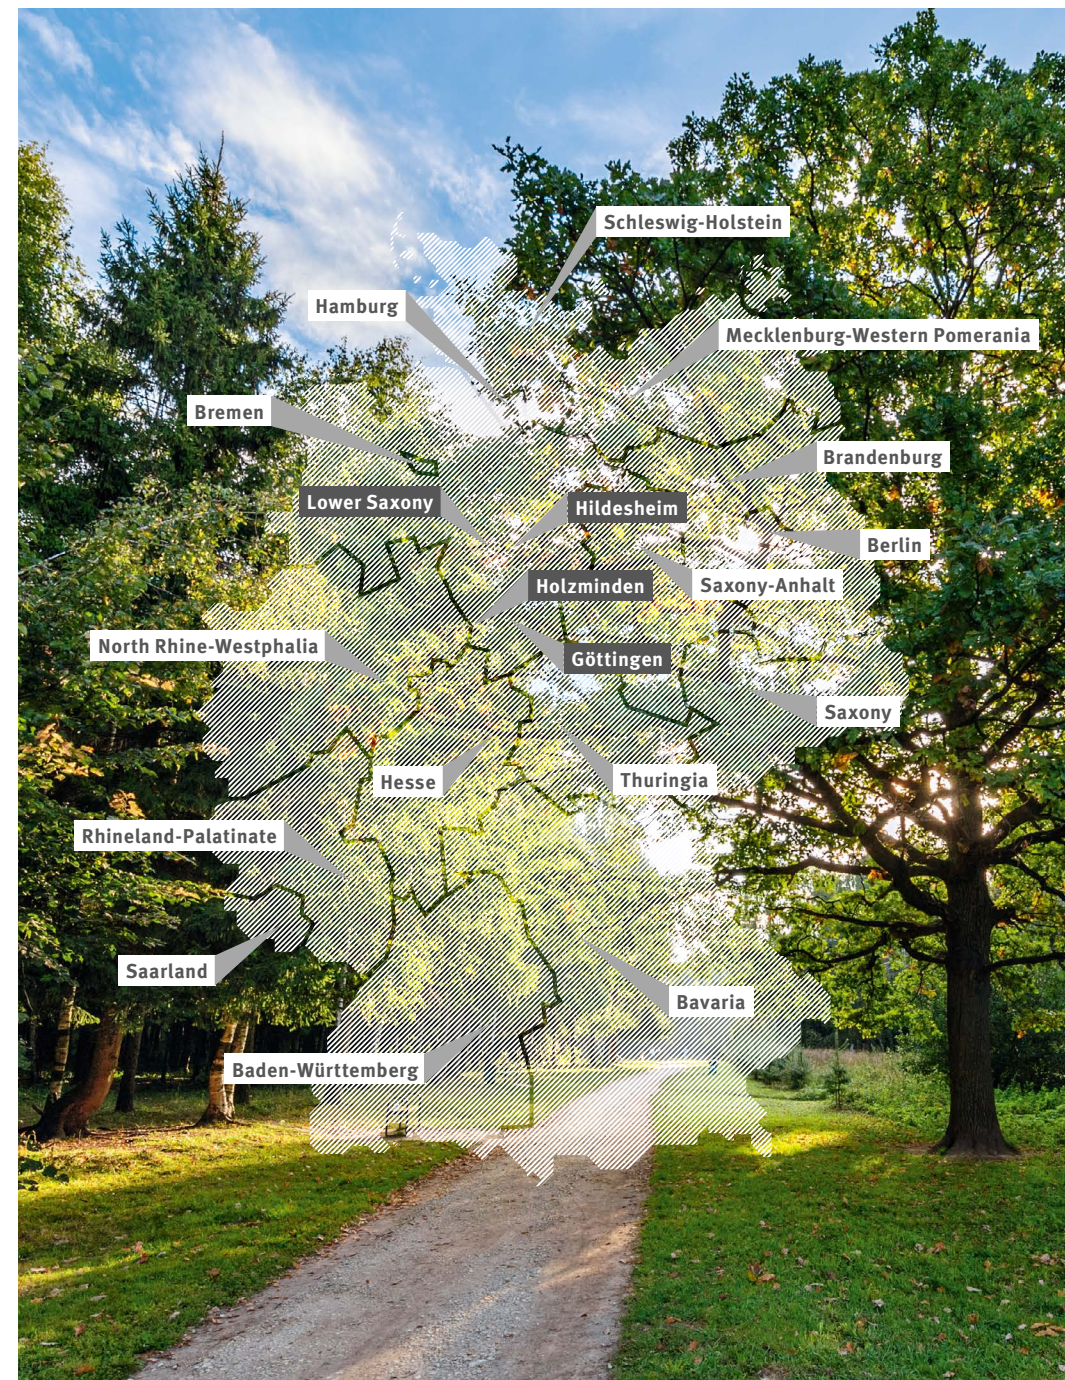 Schleswig-Holstein
Hamburg
Mecklenburg-Western Pomerania
Bremen
Brandenburg
Lower Saxony
Hildesheim
Berlin
Holzminden
Saxony-Anhalt
North Rhine-Westphalia
Göttingen
Saxony
Hesse
Thuringia
Rhineland-Palatinate
Saarland
Bavaria
Baden-Württemberg